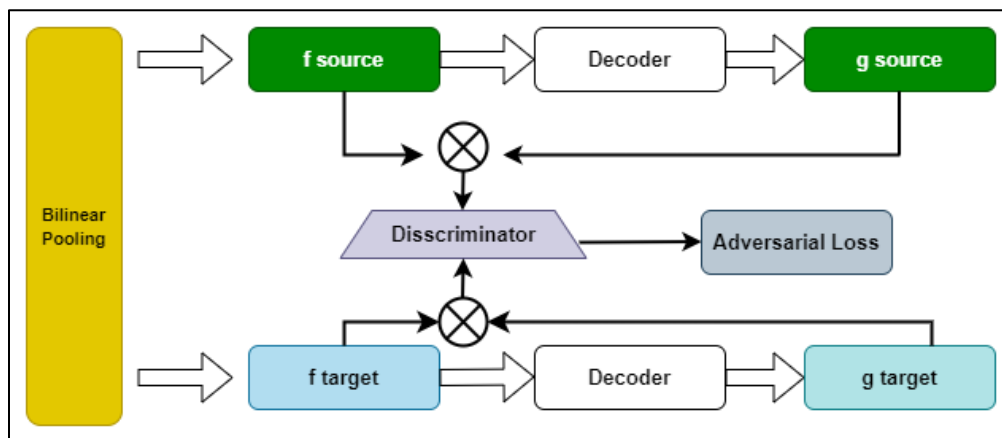 f source
Decoder
g source
Bilinear
Pooling
Disscriminator
Adversarial Loss
f target
Decoder
g target